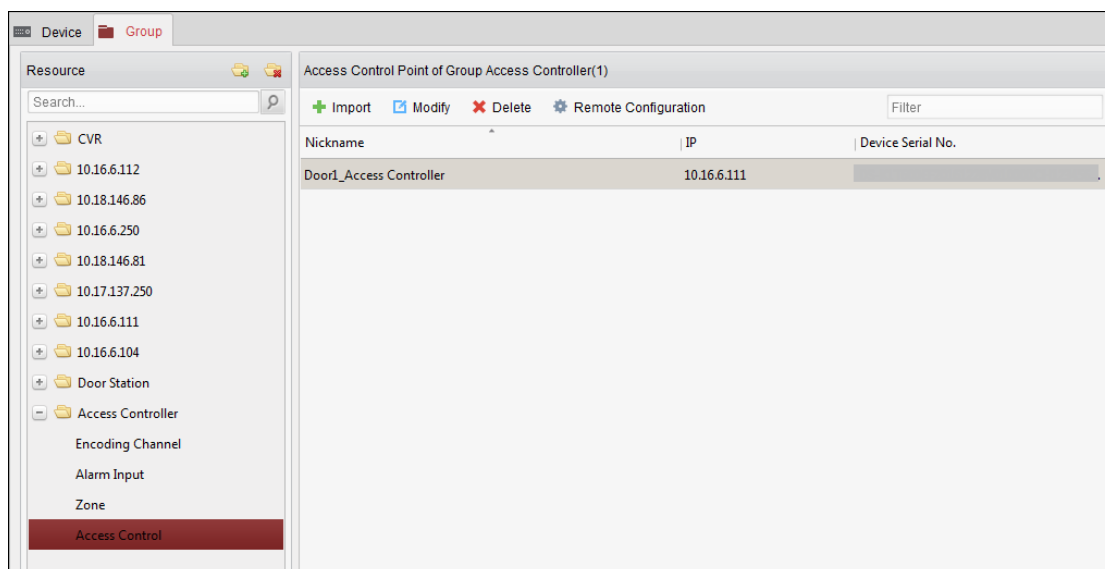 Device Group
Resource
Search...
CVR
10.16.6.112
10.18.146.86
10.16.6.250
10.18.146.81
10.17.137.250
10.16.6.111
10.16.6.104
Door Station
Access Controller
Encoding Channel
Alarm Input
Zone
Access Control
Access Control Point of Group Access Controller(1)
Import Modify Delete Remote Configuration Filter
Nickname IP Device Serial No.
Door1_Access Controller 10.16.6.111